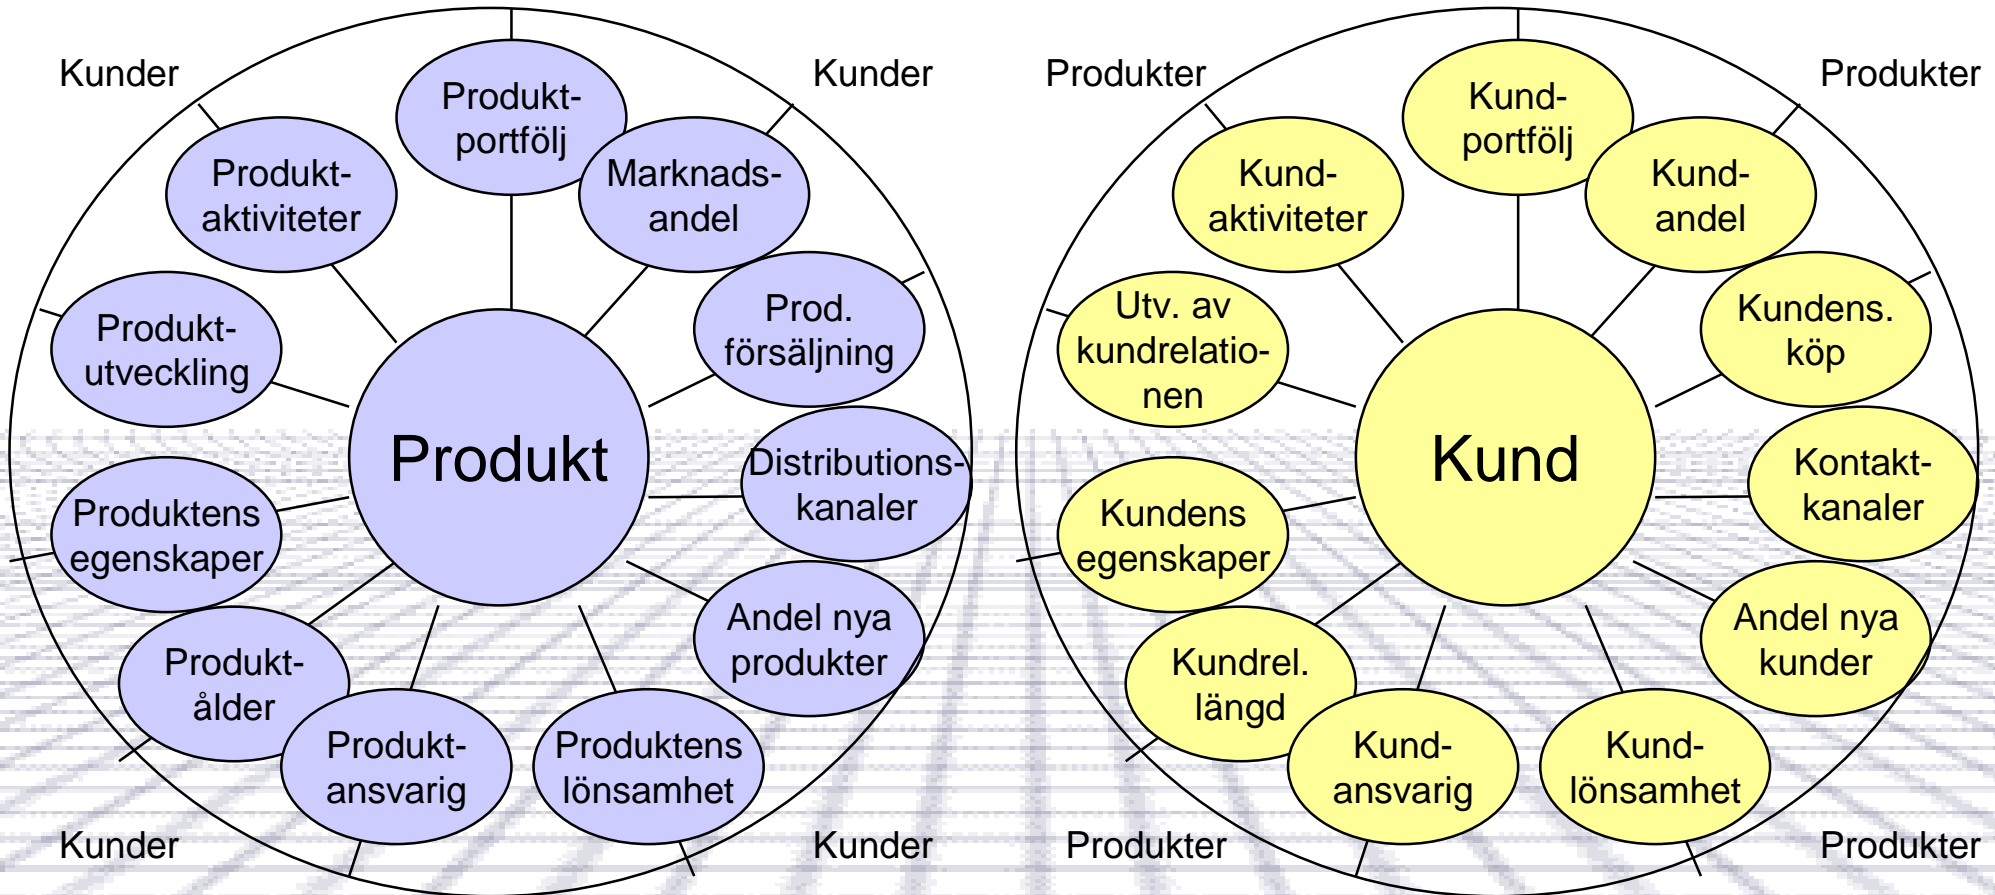 Kunder
Kunder
Produkt-
portfölj
Marknads-
andel
Prod.
försäljning
Distributions-
kanaler
Andel nya
produkter
Produktens
lönsamhet
Produkt-
ansvarig
Produkt-
ålder
Produktens
egenskaper
Produkt-
utveckling
Produkt-
aktiviteter
Produkt
Kunder
Kunder
Produkter
Produkter
Kund-
portfölj
Kund-
andel
Kundens.
köp
Kontakt-
kanaler
Andel nya
kunder
Kund-
lönsamhet
Kund-
ansvarig
Kundrel.
längd
Kundens
egenskaper
Utv. av
kundrelatio-
nen
Kund-
aktiviteter
Kund
Produkter
Produkter